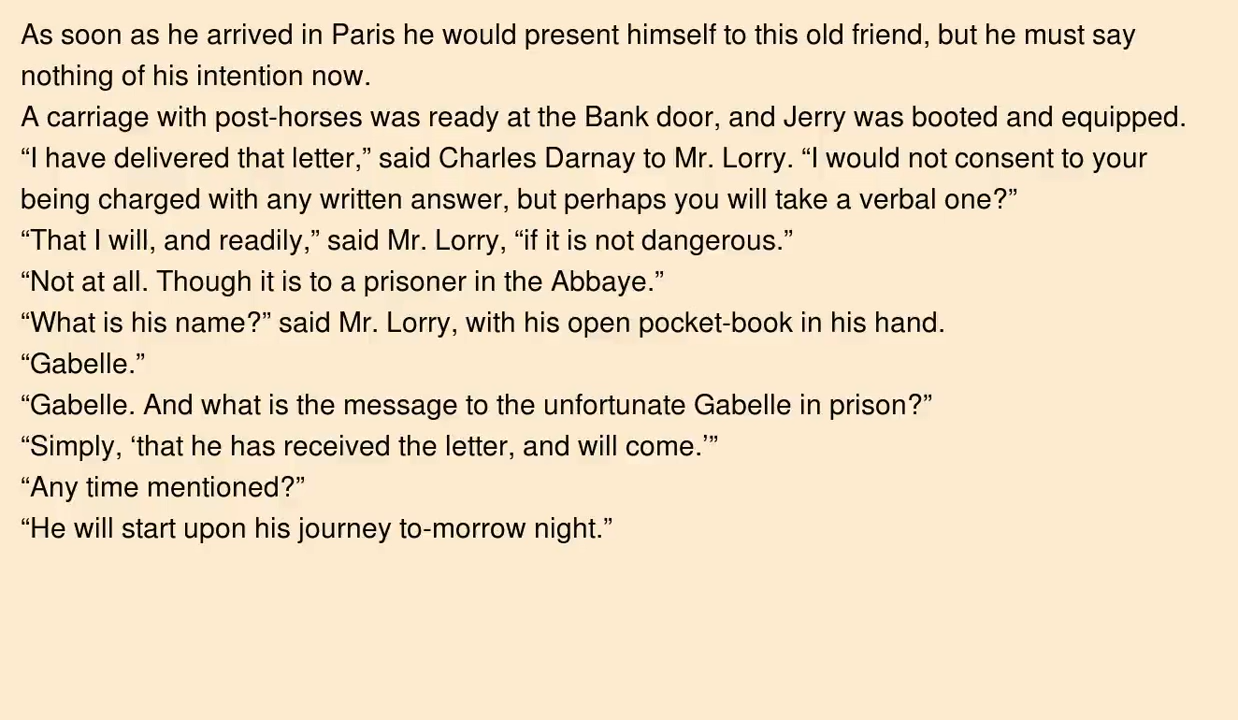 As soon as he arrived in Paris he would present himself to this old friend, but he must say
nothing of his intention now.
A carriage with post-horses was ready at the Bank door, and Jerry was booted and equipped.
“I have delivered that letter,” said Charles Darnay to Mr. Lorry. “I would not consent to your
being charged with any written answer, but perhaps you will take a verbal one?”
“That I will, and readily,” said Mr. Lorry, “if it is not dangerous.”
“Not at all. Though it is to a prisoner in the Abbaye.”
“What is his name?” said Mr. Lorry, with his open pocket-book in his hand.
“Gabelle.”
“Gabelle. And what is the message to the unfortunate Gabelle in prison?”
“Simply, ‘that he has received the letter, and will come.’”
“Any time mentioned?”
“He will start upon his journey to-morrow night.”